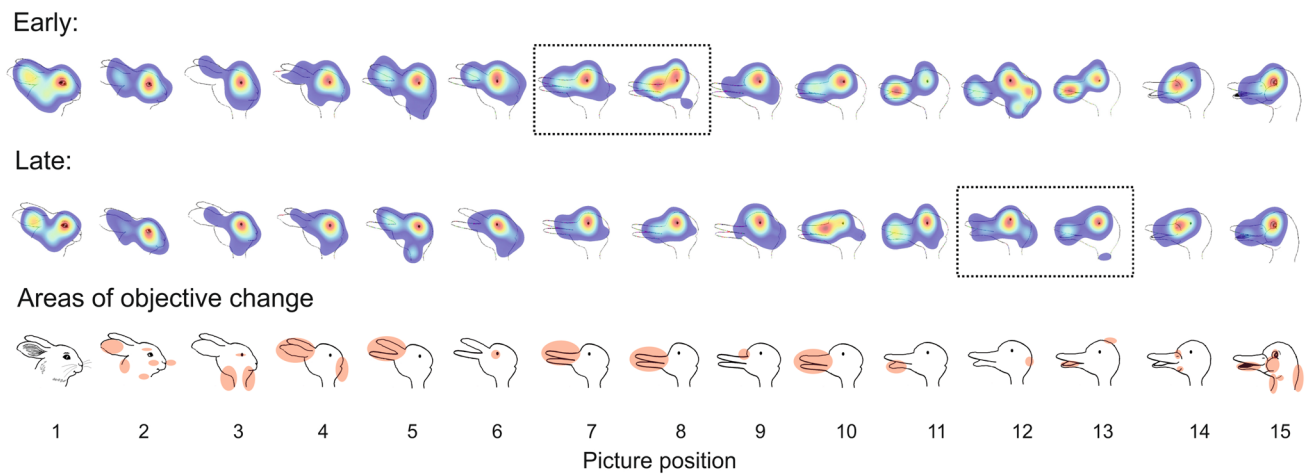 Early:
Late:
Areas of objective change
1 2 3 4 5 6 7 8 9 10 11 12 13 14 15
Picture position